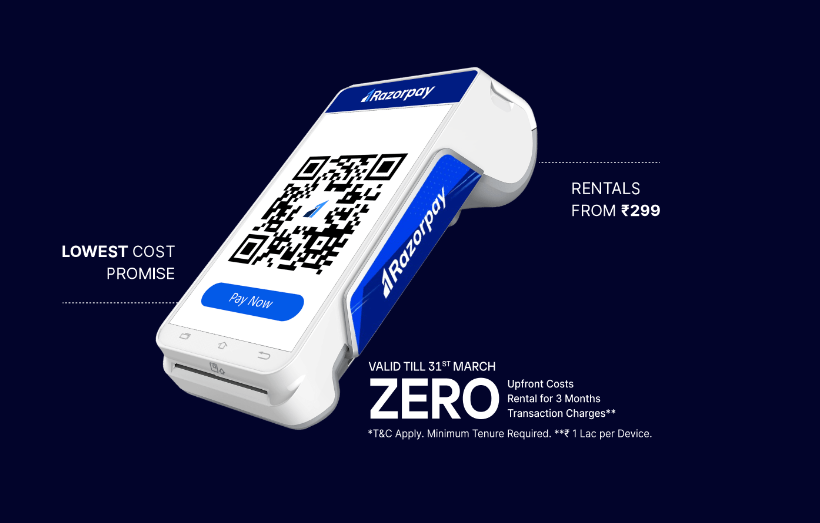 Razorpay
Razorpay
Pay Now
LOWEST COST
PROMISE
RENTALS
FROM ₹299
VALID TILL 31ST MARCH
ZERO
Upfront Costs
Rental for 3 Months
Transaction Charges**
*T&C Apply. Minimum Tenure Required. **₹ 1 Lac per Device.